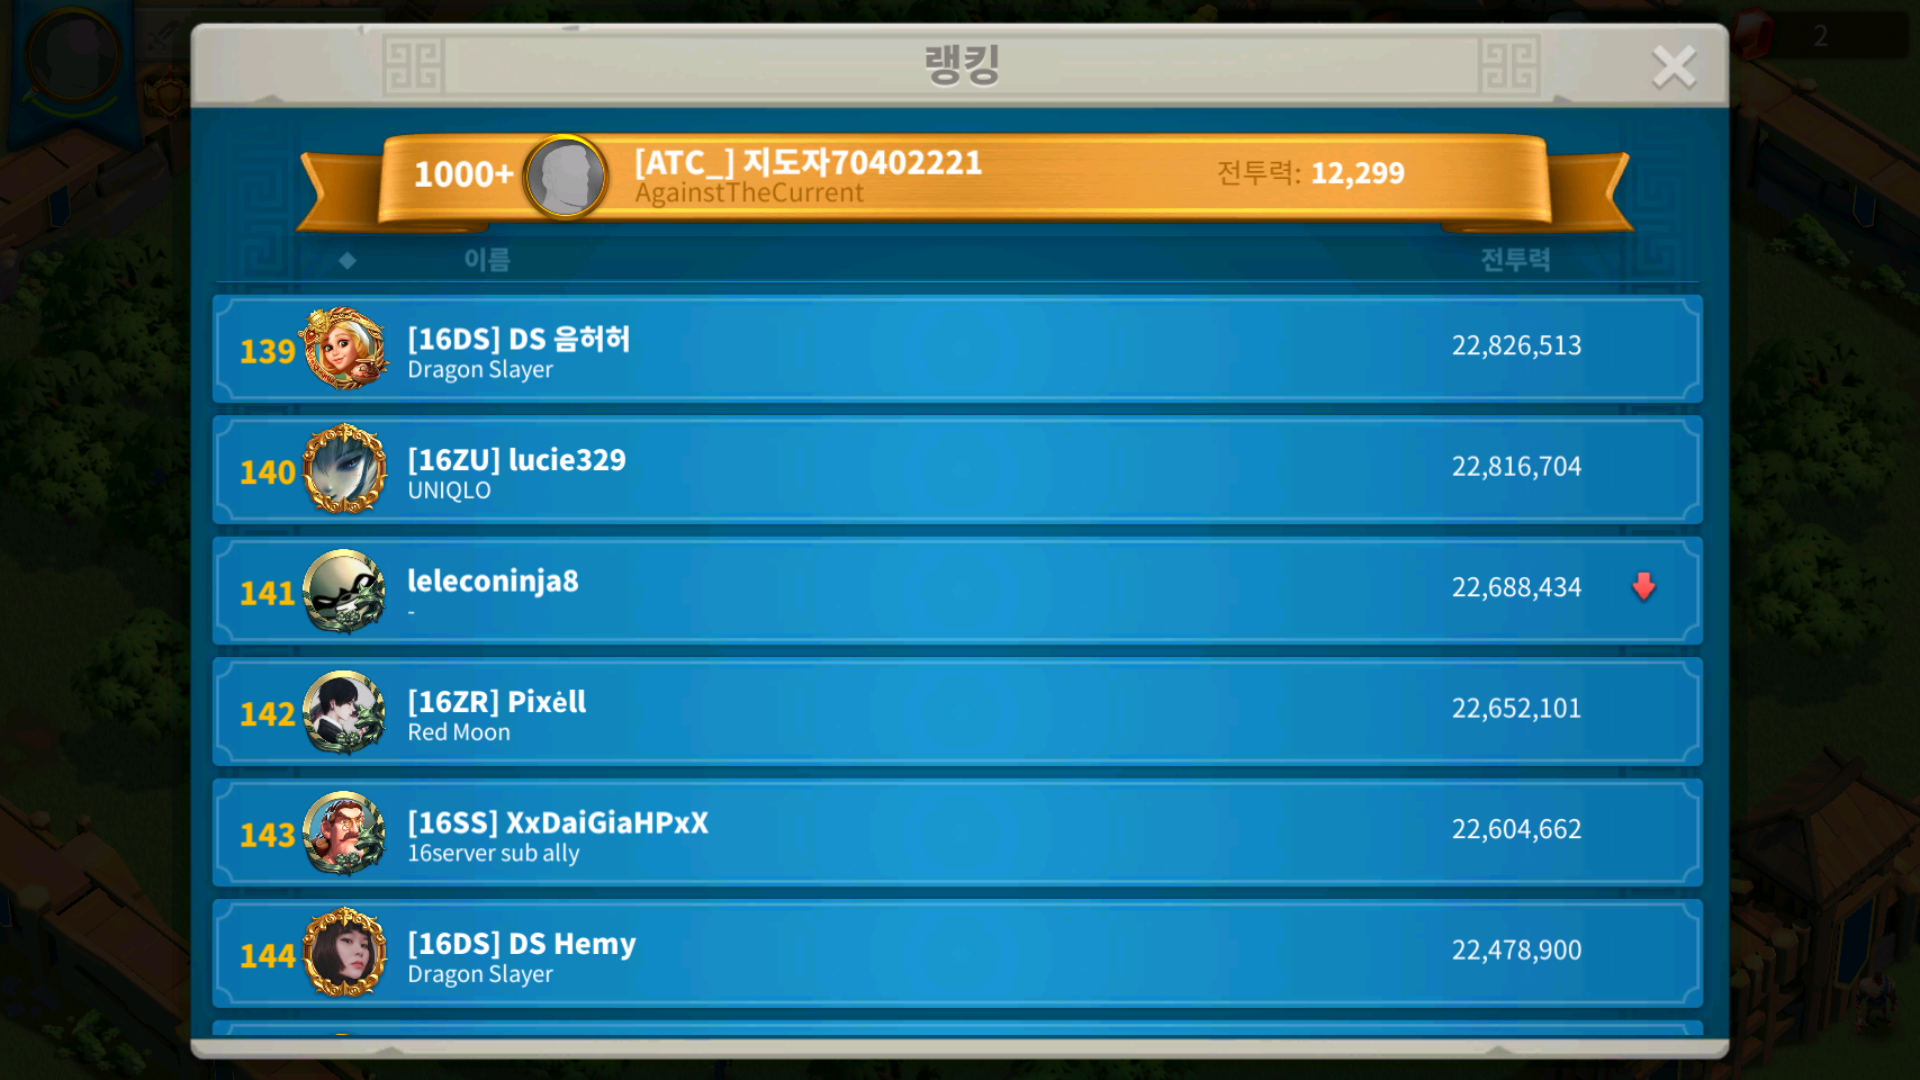 랭킹
2
1000+
[ATC_] 지도자70402221
AgainstTheCurrent
전투력: 12,299
이름
전투력
139
[16DS] DS 음허허
Dragon Slayer
22,826,513
140
[16ZU] lucie329
UNIQLO
22,816,704
141
leleconinja8
-
22,688,434
142
[16ZR] Pixėll
Red Moon
22,652,101
143
[16SS] XxDaiGiaHPxX
16server sub ally
22,604,662
144
[16DS] DS Hemy
Dragon Slayer
22,478,900